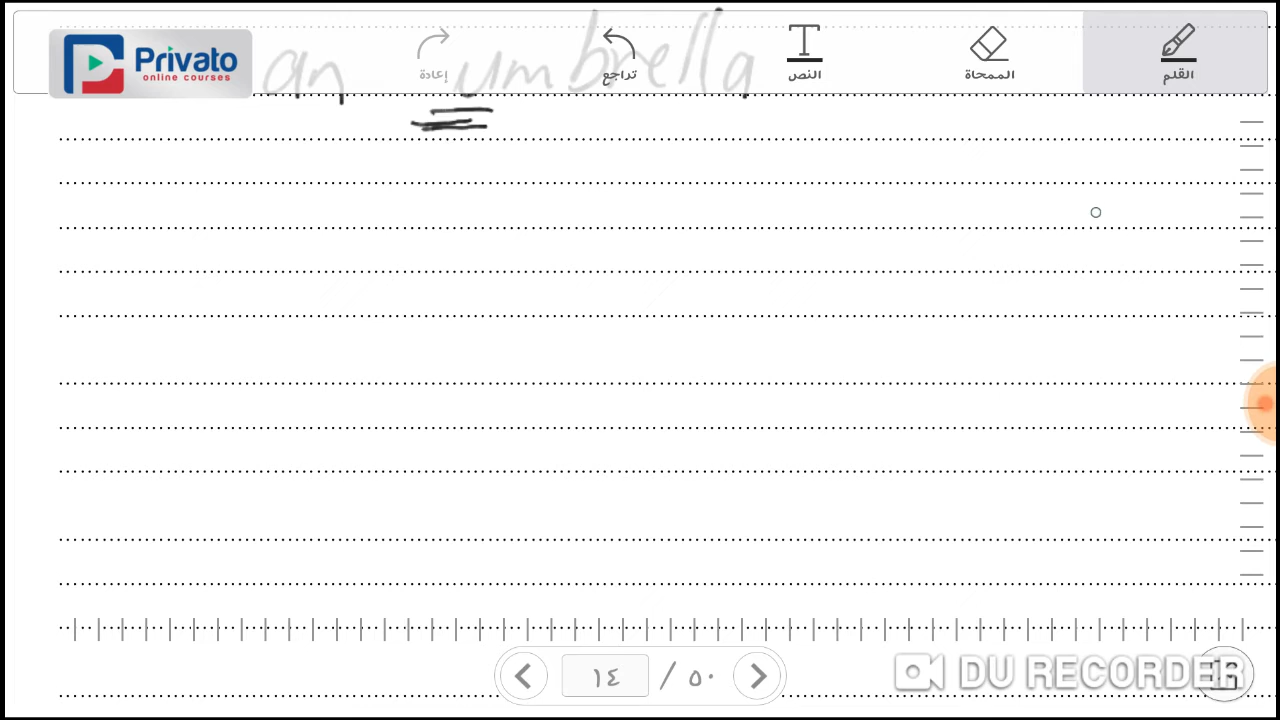 Privato
online courses
an umbrella
إعادة
تراجع
النص
الممحاة
القلم
١٤ / ٥٠
DU RECORDER